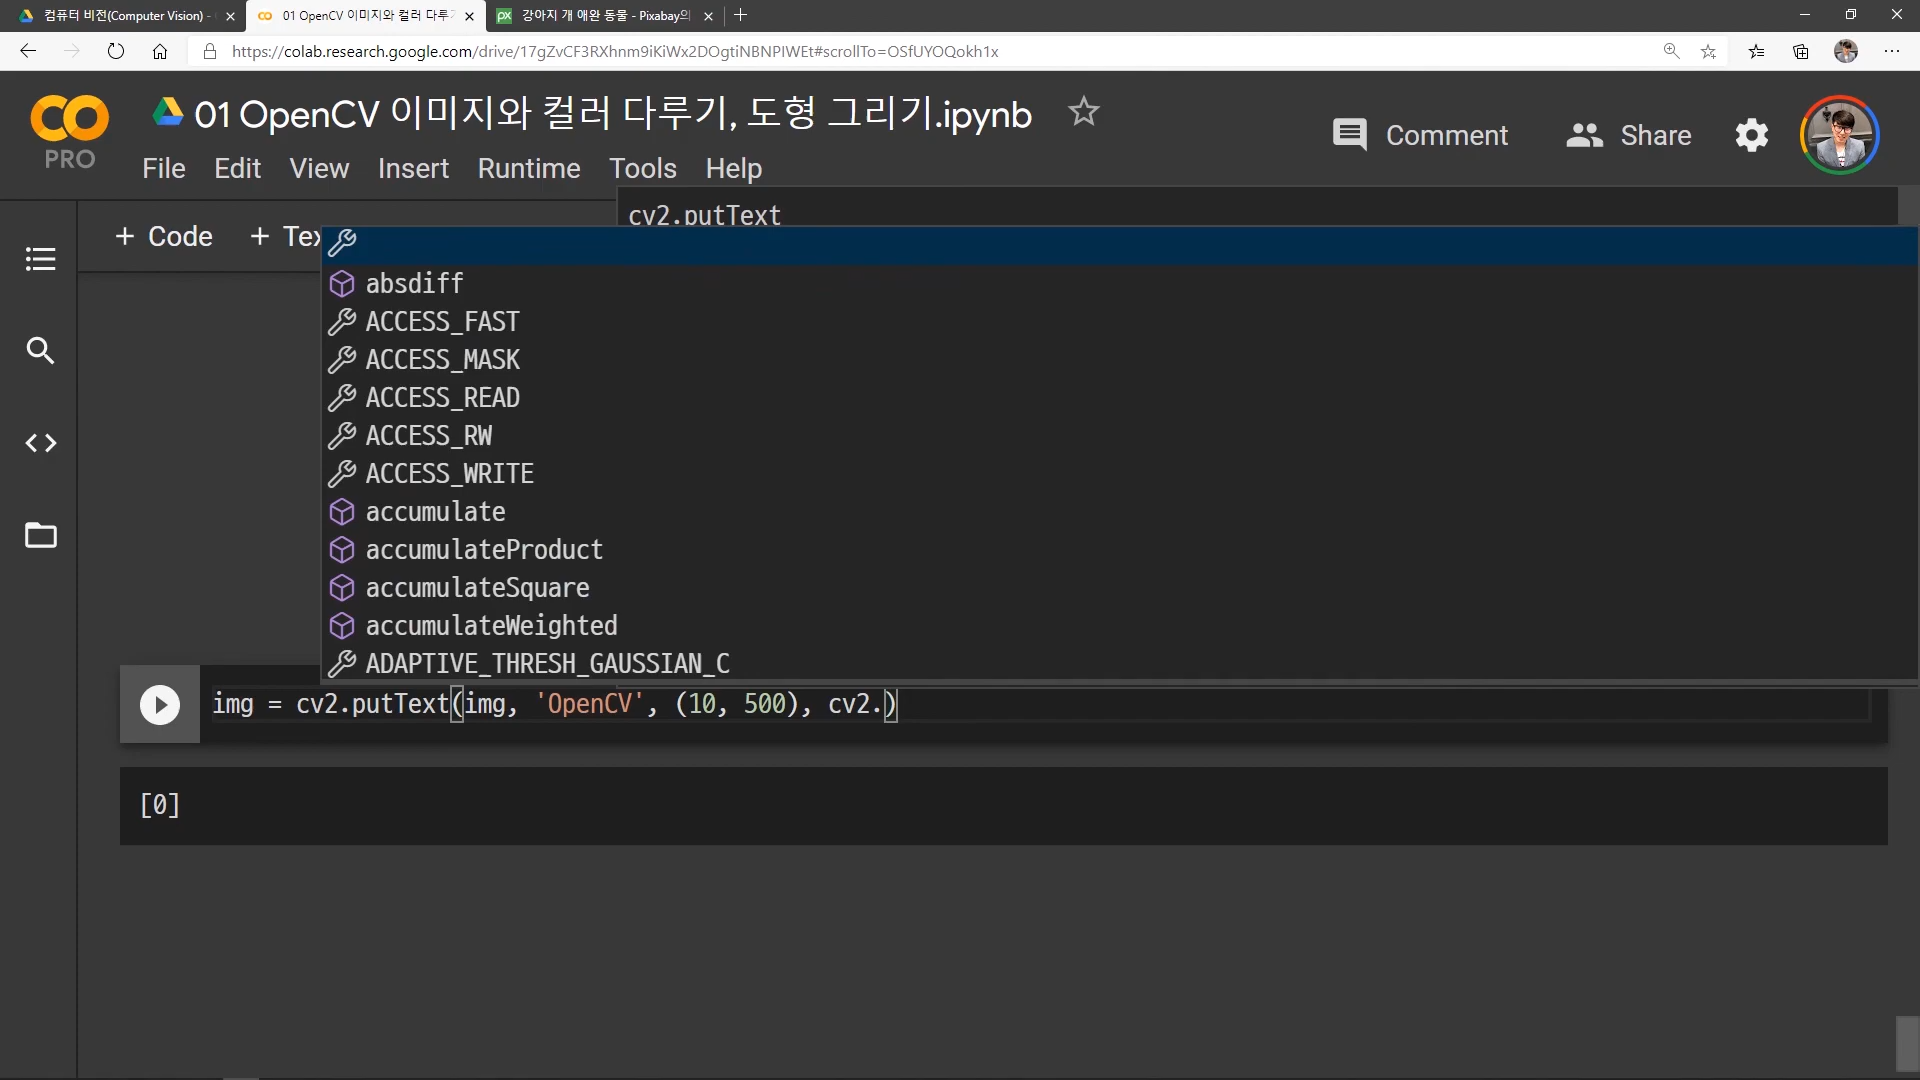 컴퓨터 비전(Computer Vision) -
01 OpenCV 이미지와 컬러 다루기
강아지 개 애완 동물 - Pixabay의
https://colab.research.google.com/drive/17gZvCF3RXhnm9iKiWx2DOgtiNBNPIWEt#scrollTo=OSfUYOQokh1x
PRO
01 OpenCV 이미지와 컬러 다루기, 도형 그리기.ipynb
File Edit View Insert Runtime Tools Help
Comment
Share
cv2.putText
+ Code + Tex
absdiff
ACCESS_FAST
ACCESS_MASK
ACCESS_READ
ACCESS_RW
ACCESS_WRITE
accumulate
accumulateProduct
accumulateSquare
accumulateWeighted
ADAPTIVE_THRESH_GAUSSIAN_C
img = cv2.putText(img, 'OpenCV', (10, 500), cv2.)
[0]